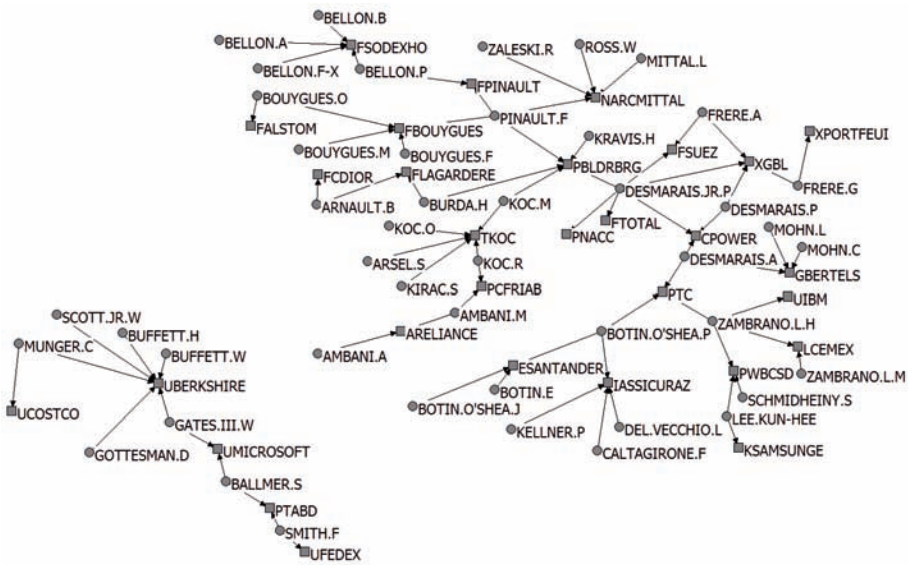 BELLON.B
BELLON.A
FSODEXHO
ZALESKI.R
ROSS.W
MITTAL.L
BELLON.F-X
BELLON.P
FPINAULT
BOUYGUES.O
NARCMITTAL
FALSTOM
FBOUYGUES
PINAULT.F
FRERE.A
XPORTFEUI
BOUYGUES.M
BOUYGUES.F
KRAVIS.H
FSUEZ
XGBL
PBLDRBRG
FCDIOR
FLAGARDERE
FRERE.G
DESMARAIS.JR.P
ARNAULT.B
BURDA.H
KOC.M
DESMARAIS.P
FTOTAL
KOC.O
TKOC
PNACC
CPOWER
MOHN.L
MOHN.C
ARSEL.S
KOC.R
DESMARAIS.A
GBERTELS
KIRAC.S
PCFRIAB
PTC
UIBM
SCOTT.JR.W
AMBANI.M
BUFFETT.H
ARELIANCE
BOTIN.O'SHEA.P
ZAMBRANO.L.H
MUNGER.C
BUFFETT.W
AMBANI.A
LCEMEX
ESANTANDER
PWBCSD
ZAMBRANO.L.M
UBERKSHIRE
IASSICURAZ
BOTIN.E
SCHMIDHEINY.S
UCOSTCO
BOTIN.O'SHEA.J
LEE.KUN-HEE
GATES.III.W
KELLNER.P
DEL.VECCHIO.L
GOTTESMAN.D
UMICROSOFT
CALTAGIRONE.F
KSAMSUNGE
BALLMER.S
PTABD
SMITH.F
UFEDEX